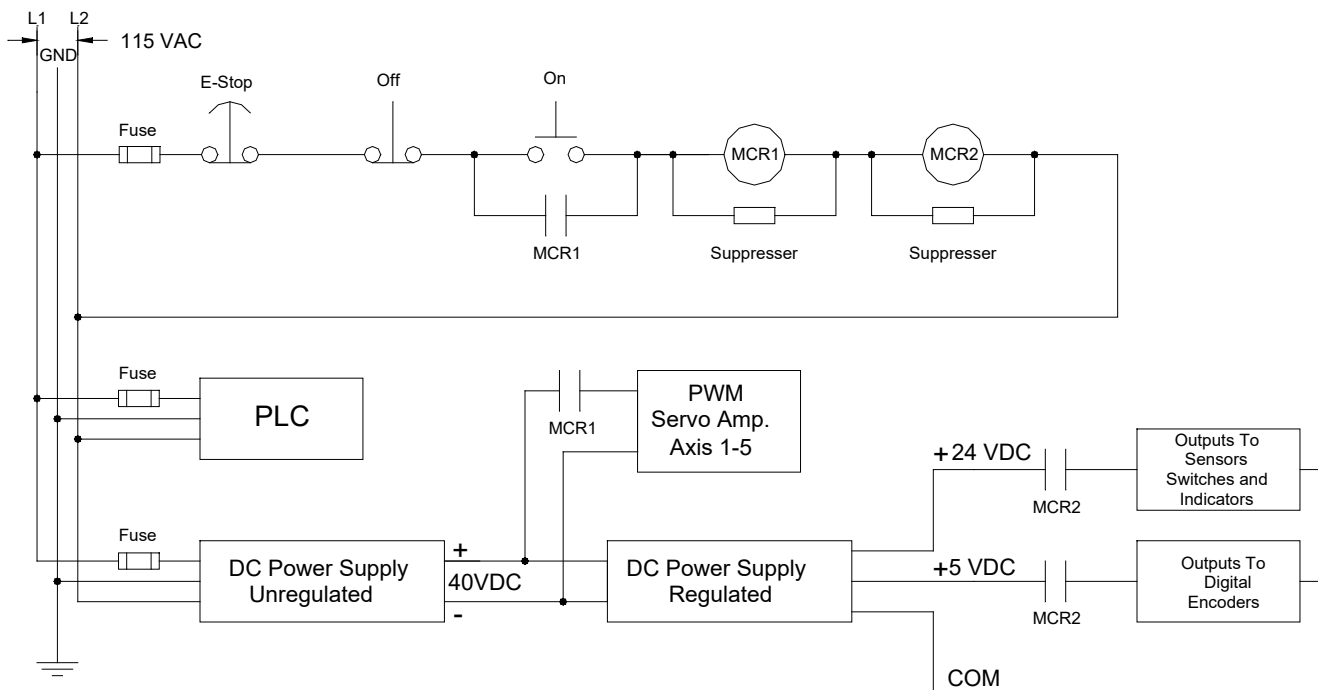 L1 L2
115 VAC
GND
E-Stop
Off
On
Fuse
MCR1
MCR2
MCR1
Suppresser
Suppresser
Fuse
PLC
MCR1
PWM
Servo Amp.
Axis 1-5
+24 VDC
MCR2
Outputs To
Sensors
Switches and
Indicators
Fuse
DC Power Supply
Unregulated
+
40VDC
-
DC Power Supply
Regulated
+5 VDC
MCR2
Outputs To
Digital
Encoders
COM